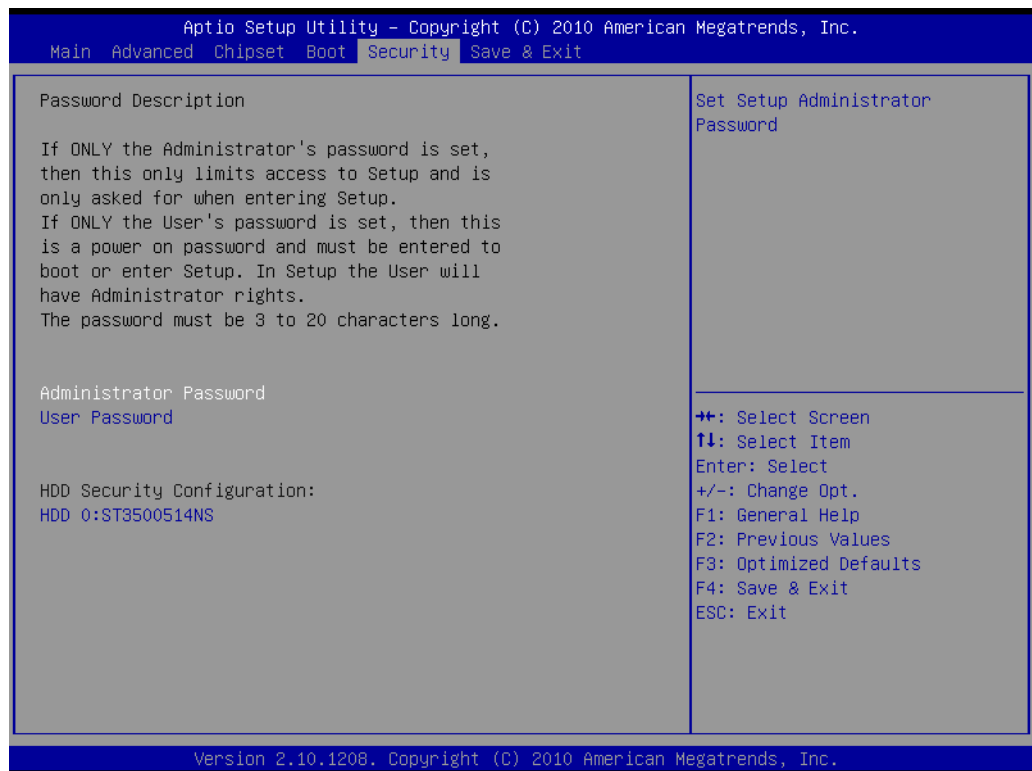 Aptio Setup Utility – Copyright (C) 2010 American Megatrends, Inc.
Main Advanced Chipset Boot Security Save & Exit
Password Description
If ONLY the Administrator's password is set,
then this only limits access to Setup and is
only asked for when entering Setup.
If ONLY the User's password is set, then this
is a power on password and must be entered to
boot or enter Setup. In Setup the User will
have Administrator rights.
The password must be 3 to 20 characters long.
Administrator Password
User Password
HDD Security Configuration:
HDD 0:ST3500514NS
Set Setup Administrator
Password
→←: Select Screen
↑↓: Select Item
Enter: Select
+/-: Change Opt.
F1: General Help
F2: Previous Values
F3: Optimized Defaults
F4: Save & Exit
ESC: Exit
Version 2.10.1208. Copyright (C) 2010 American Megatrends, Inc.